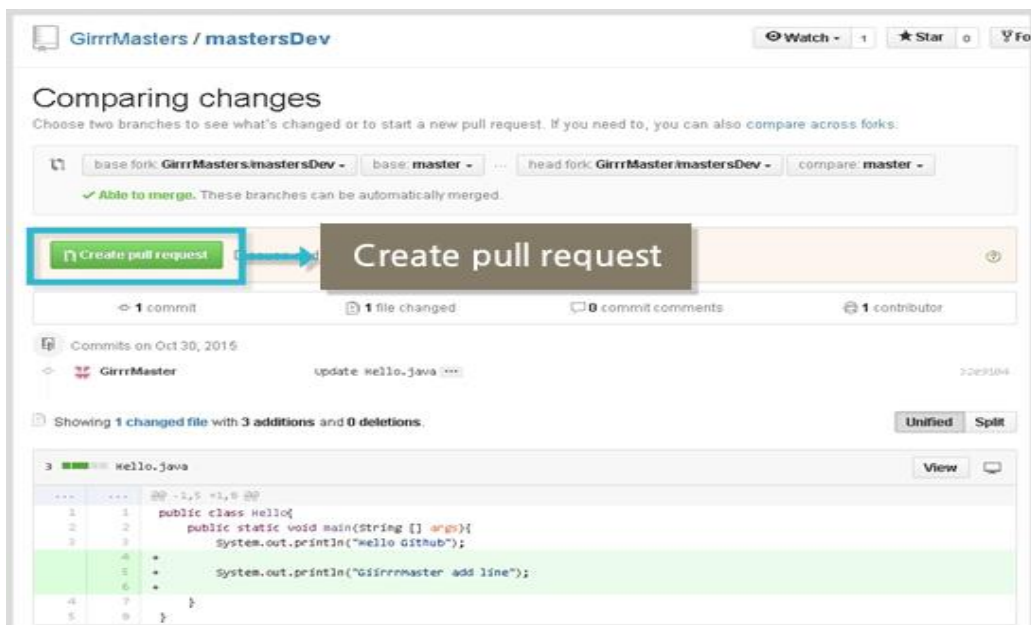 GirrrMasters / mastersDev
Watch 1 Star 0 Fo
Comparing changes
Choose two branches to see what's changed or to start a new pull request. If you need to, you can also compare across forks.
base fork: GirrrMasters/mastersDev base: master ... head fork: GirrrMaster/mastersDev compare: master
✓ Able to merge. These branches can be automatically merged.
Create pull request
Create pull request
1 commit 1 file changed 0 commit comments 1 contributor
Commits on Oct 30, 2015
GirrrMaster Update Hello.java ...
Showing 1 changed file with 3 additions and 0 deletions.
Unified Split
3 Hello.java View
... ...
1 1 public class Hello{
2 2 public static void main(String [] args){
3 3 System.out.println("Hello Github");
4 +
5 + System.out.println("Giirrrmaster add line");
6 +
4 7 }
5 8 }